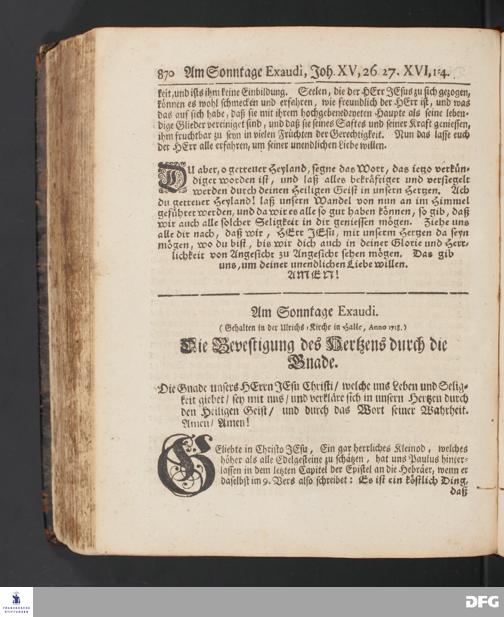 870 Am Sonntage Exaudi, Joh. XV, 26 27. XVI, 1-4.
keit, und ists ihm keine Einbildung. Seelen, die der HErr JEsus zu sich gezogen,
können es wohl schmecken und erfahren, wie freundlich der HErr ist, und was
das auf sich habe, daß sie mit ihrem hochgebenedeyeten Haupte als seine leben-
dige Glieder vereiniget sind, und daß sie seines Saftes und seiner Kraft geniessen,
ihm fruchtbar zu seyn in vielen Früchten der Gerechtigkeit. Nun das lasse euch
der HErr alle erfahren, um seiner unendlichen Liebe willen.
DU aber, o getreuer Heyland, segne das Wort, das ietzo verkün-
diget worden ist, und laß alles bekräftiget und versiegelt
werden durch deinen Heiligen Geist in unsern Hertzen. Ach
du getreuer Heyland! laß unsern Wandel von nun an im Himmel
geführet werden, und da wir es alle so gut haben können, so gib, daß
wir auch alle solcher Seligkeit in dir geniessen mögen. Ziehe uns
alle dir nach, daß wir, HErr JEsu, mit unserm Hertzen da seyn
mögen, wo du bist, bis wir dich auch in deiner Glorie und Herr-
lichkeit von Angesicht zu Angesicht sehen mögen. Das gib
uns, um deiner unendlichen Liebe willen.
AMEN!
Am Sonntage Exaudi.
(Gehalten in der Ulrichs-Kirche in Halle, Anno 1718.)
Die Bevestigung des Hertzens durch die
Gnade.
Die Gnade unsers HErrn JEsu Christi/ welche uns Leben und Selig-
keit giebet/ sey mit uns/ und verkläre sich in unsern Hertzen durch
den Heiligen Geist/ und durch das Wort seiner Wahrheit.
Amen/ Amen!
GEliebte in Christo JEsu, Ein gar herrliches Kleinod, welches
höher als alle Edelgesteine zu schätzen, hat uns Paulus hinter-
lassen in dem letzten Capitel der Epistel an die Hebräer, wenn er
daselbst im 9. Vers also schreibet: Es ist ein köstlich Ding,
daß
FRANCKESCHE
STIFTUNGEN
DFG